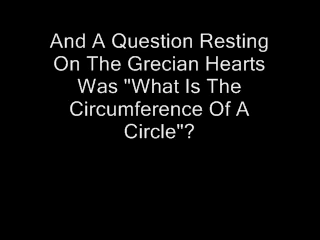 And A Question Resting
On The Grecian Hearts
Was "What Is The
Circumference Of A
Circle"?